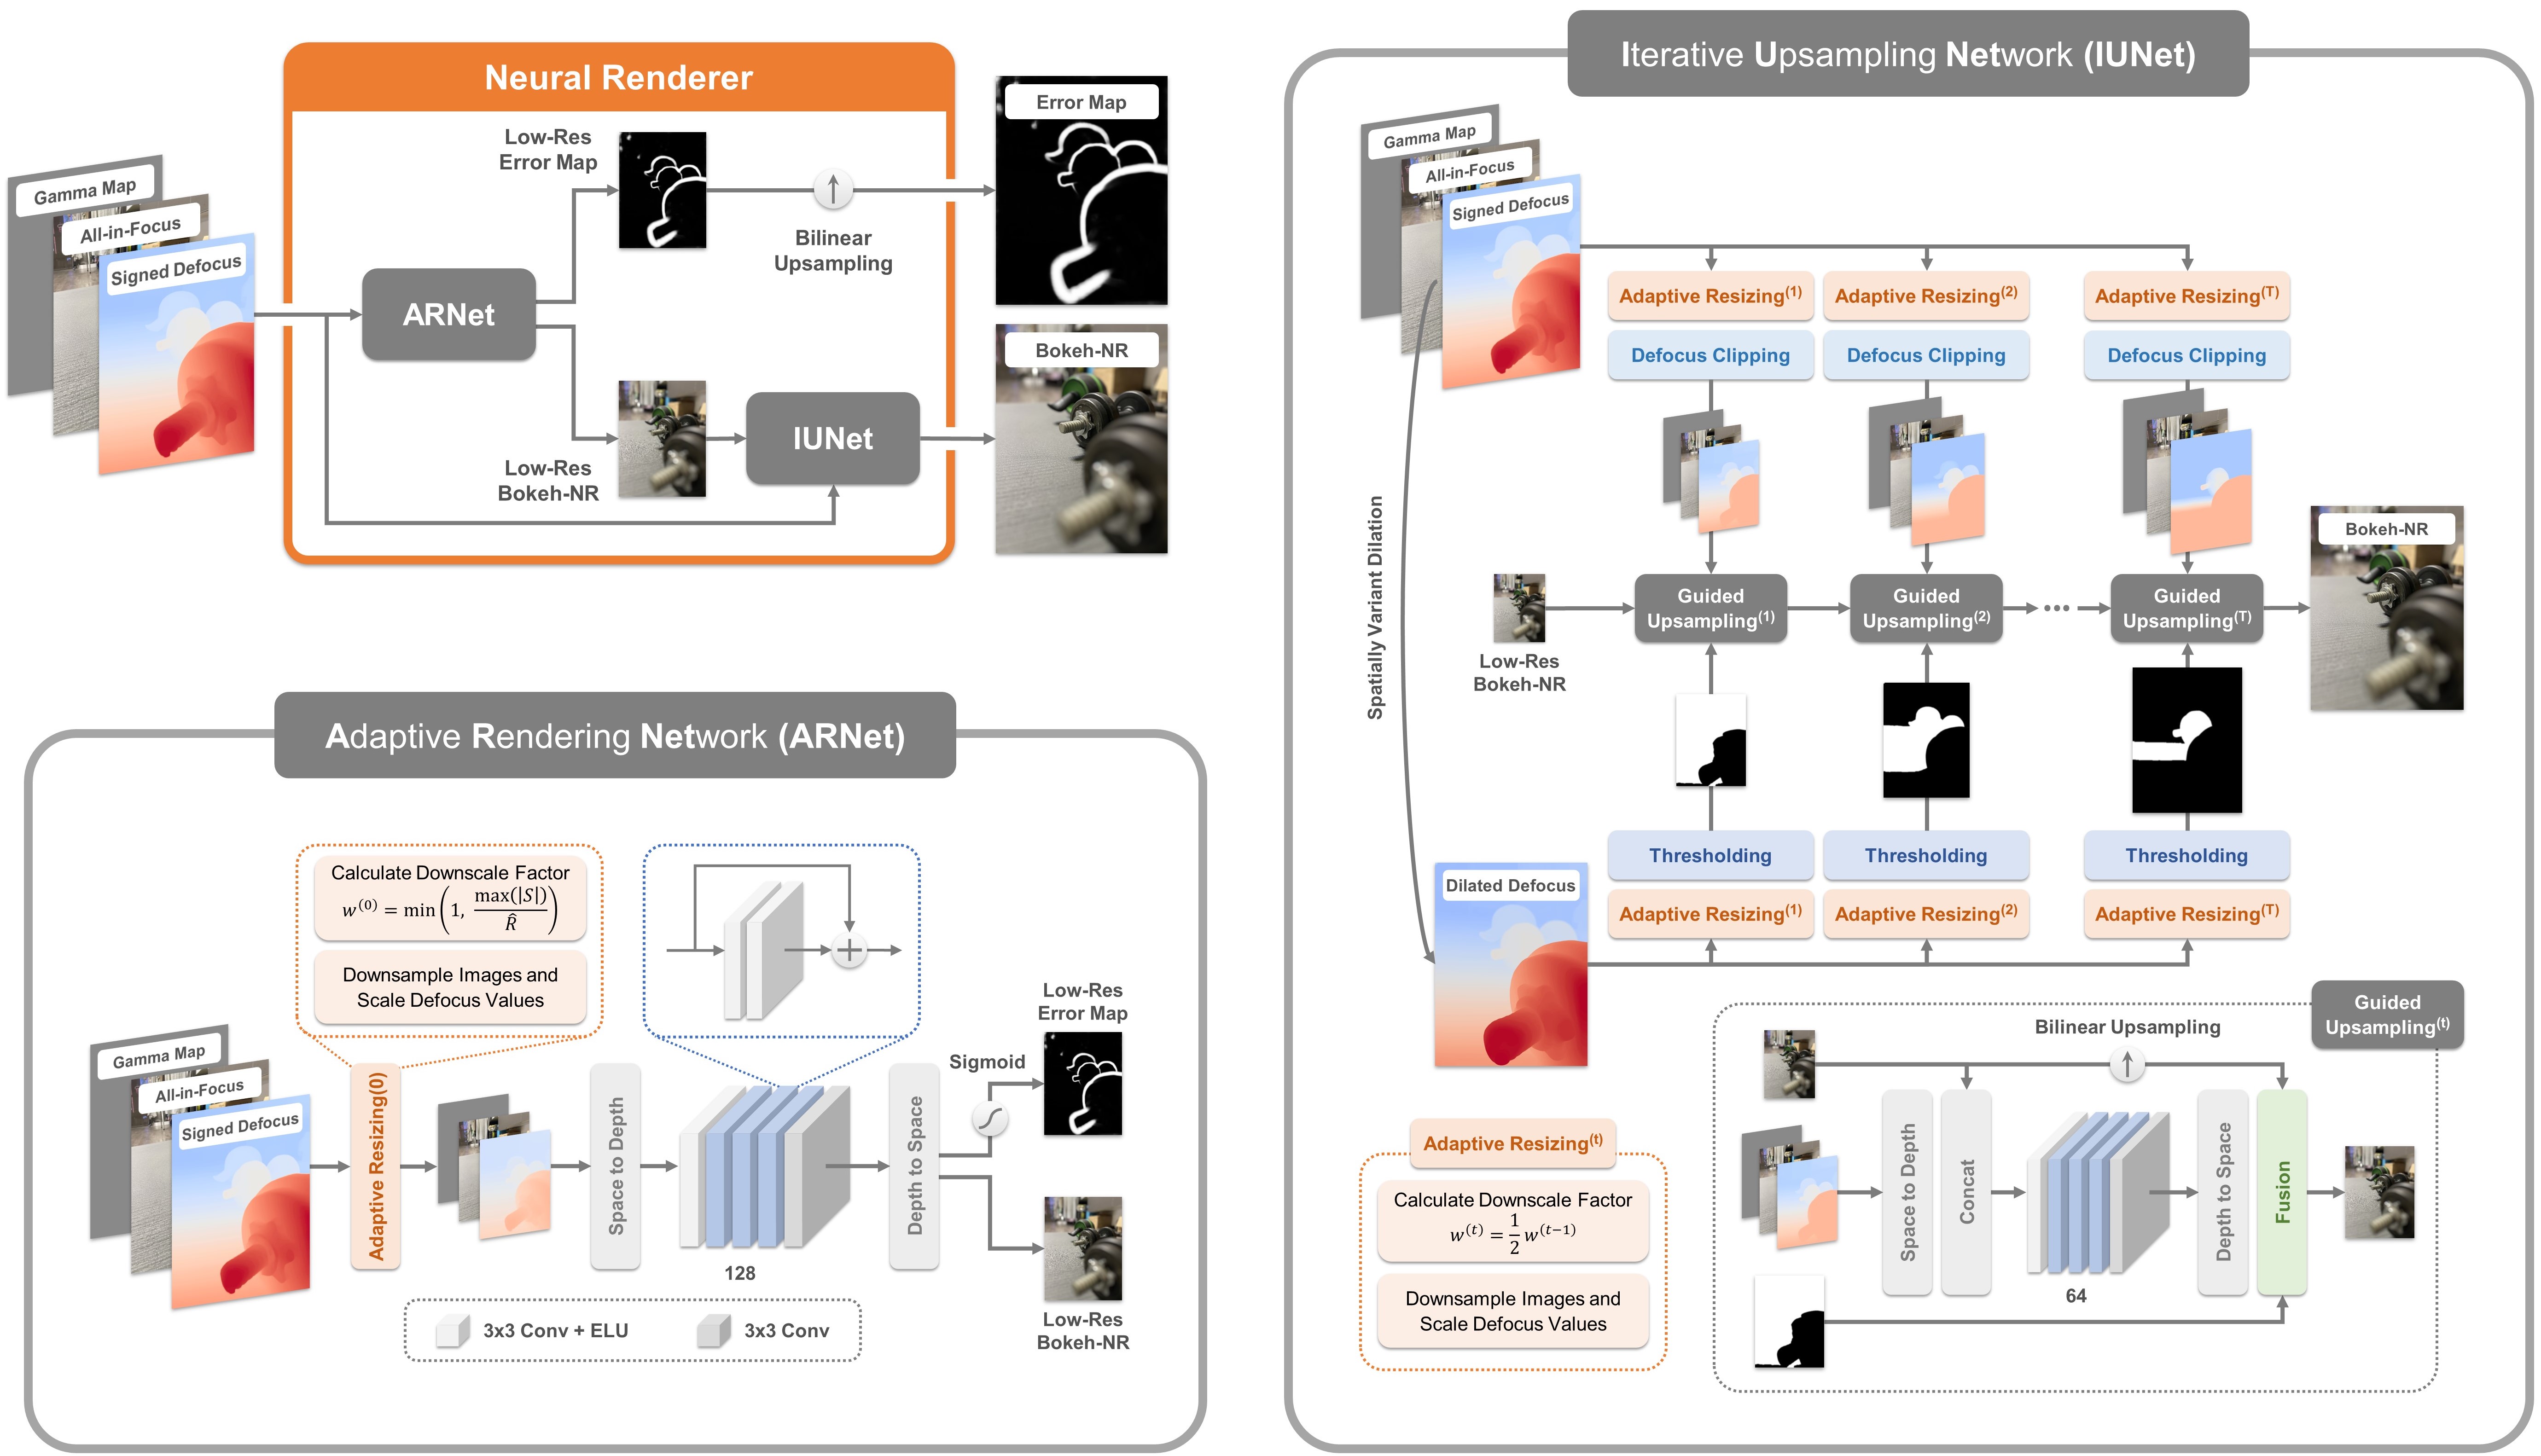 Neural Renderer
Gamma Map
All-in-Focus
Signed Defocus
ARNet
Low-Res
Error Map
Bilinear
Upsampling
Error Map
Low-Res
Bokeh-NR
IUNet
Bokeh-NR
Adaptive Rendering Network (ARNet)
Calculate Downscale Factor
w^(0) = min(1, max(|S|) / R̂)
Downsample Images and
Scale Defocus Values
Gamma Map
All-in-Focus
Signed Defocus
Adaptive Resizing(0)
Space to Depth
128
Depth to Space
Sigmoid
Low-Res
Error Map
Low-Res
Bokeh-NR
3x3 Conv + ELU
3x3 Conv
Iterative Upsampling Network (IUNet)
Gamma Map
All-in-Focus
Signed Defocus
Adaptive Resizing(1)
Adaptive Resizing(2)
Adaptive Resizing(T)
Defocus Clipping
Defocus Clipping
Defocus Clipping
Spatially Variant Dilation
Low-Res
Bokeh-NR
Guided
Upsampling(1)
Guided
Upsampling(2)
•••
Guided
Upsampling(T)
Bokeh-NR
Thresholding
Thresholding
Thresholding
Dilated Defocus
Adaptive Resizing(1)
Adaptive Resizing(2)
Adaptive Resizing(T)
Guided
Upsampling(t)
Bilinear Upsampling
Space to Depth
Concat
64
Depth to Space
Fusion
Adaptive Resizing(t)
Calculate Downscale Factor
w^(t) = 1/2 w^(t−1)
Downsample Images and
Scale Defocus Values